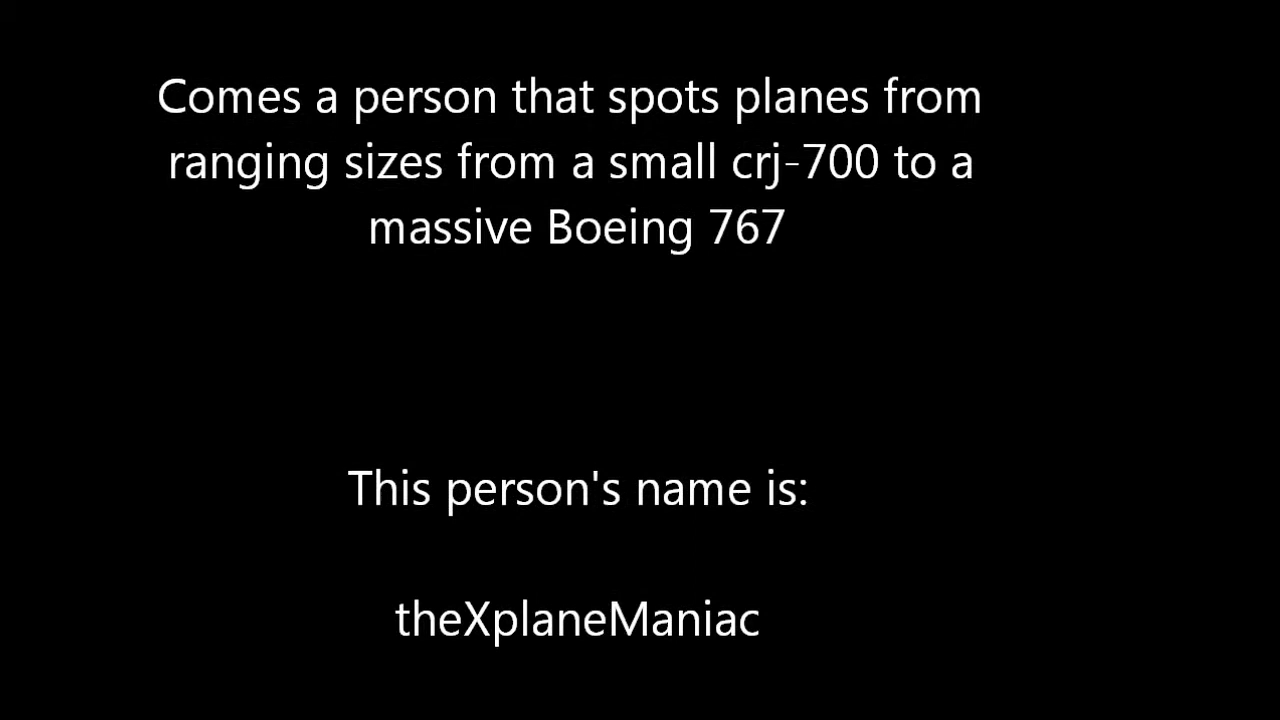 Comes a person that spots planes from
ranging sizes from a small crj-700 to a
massive Boeing 767
This person's name is:
theXplaneManiac